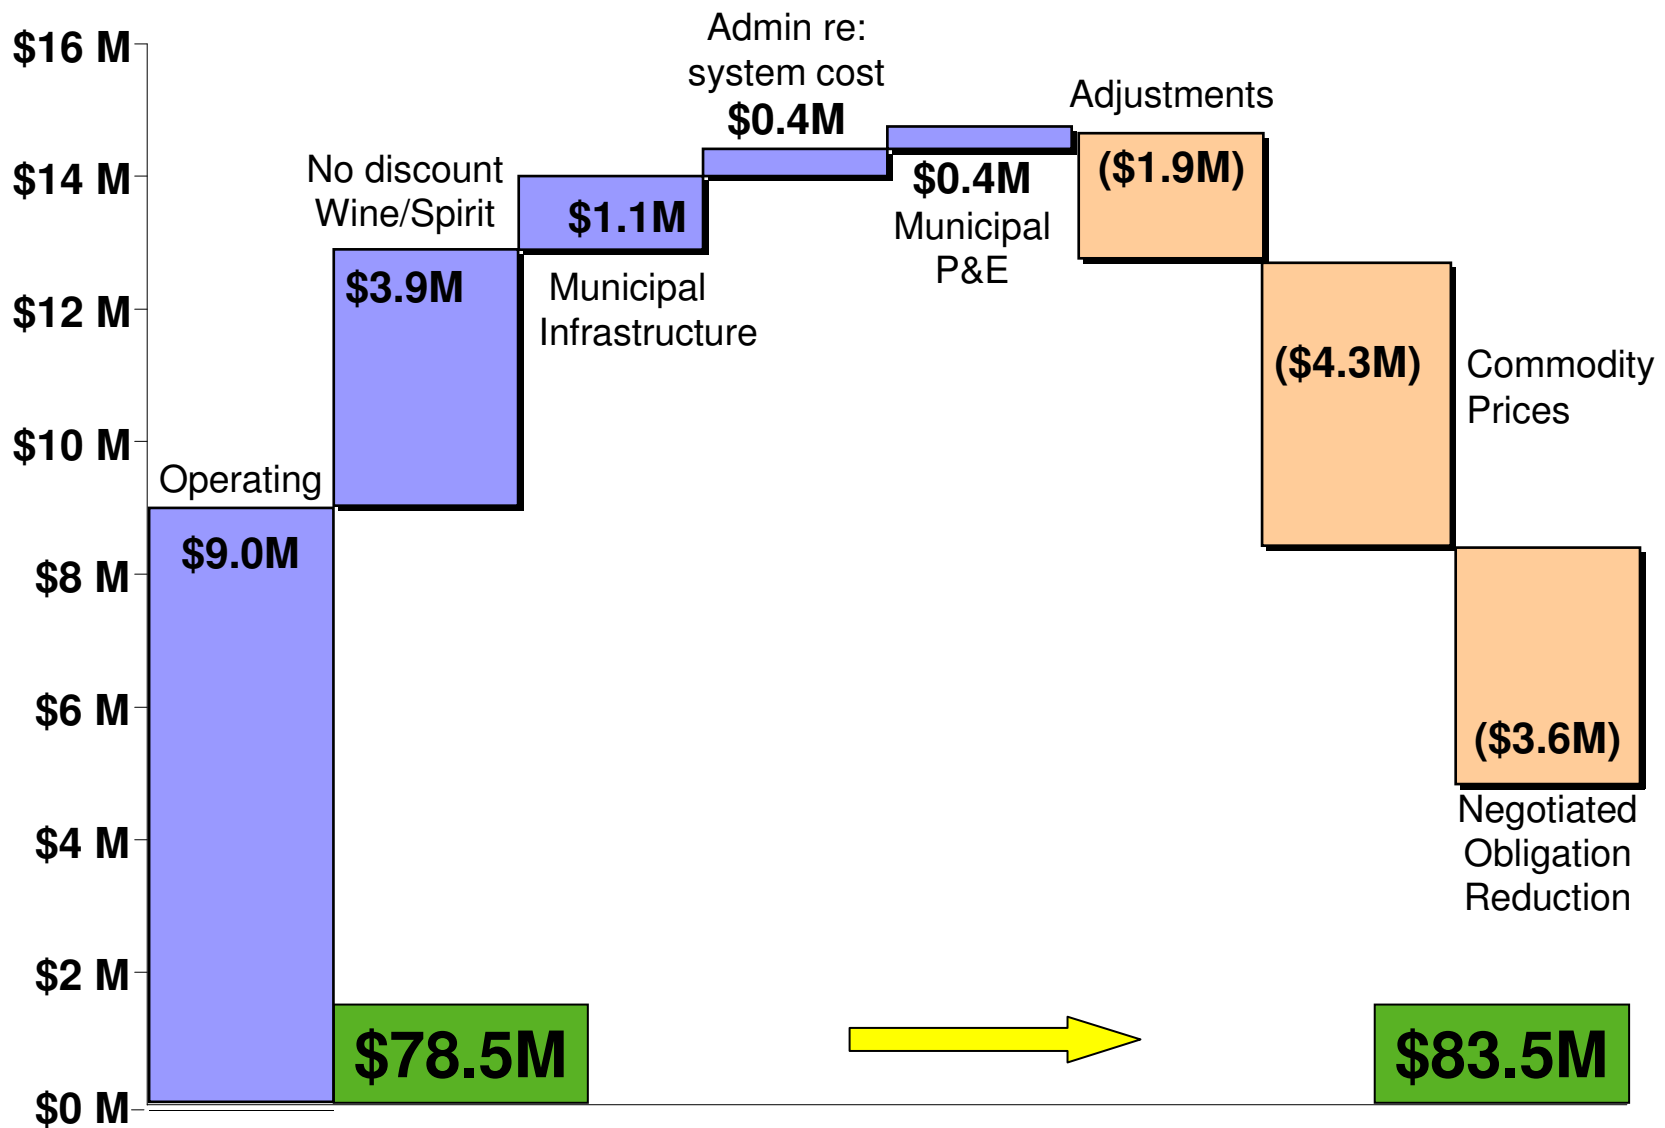 $16 M
$14 M
$12 M
$10 M
$8 M
$6 M
$4 M
$2 M
$0 M
Operating
$9.0M
No discount
Wine/Spirit
$3.9M
$1.1M
Municipal
Infrastructure
Admin re:
system cost
$0.4M
$0.4M
Municipal
P&E
Adjustments
($1.9M)
($4.3M)
Commodity
Prices
($3.6M)
Negotiated
Obligation
Reduction
$78.5M
$83.5M